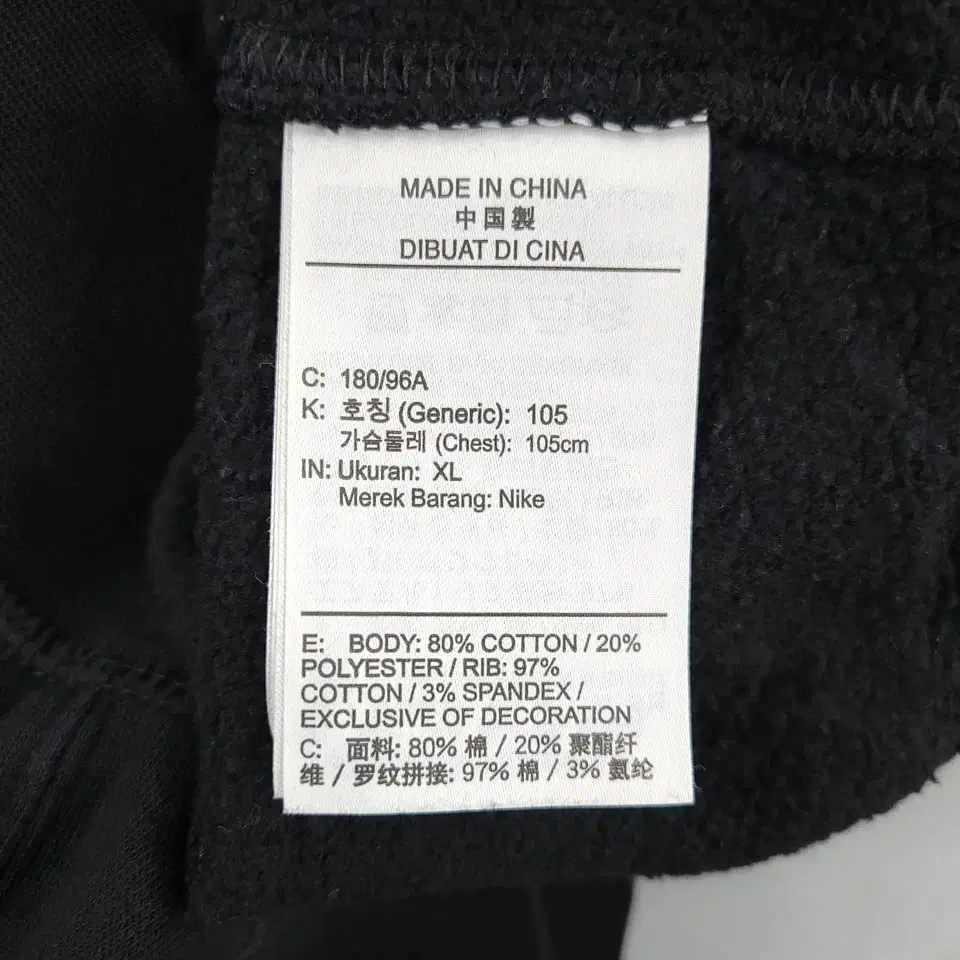 MADE IN CHINA
中国製
DIBUAT DI CINA
C: 180/96A
K: 호칭 (Generic): 105
가슴둘레 (Chest): 105cm
IN: Ukuran: XL
Merek Barang: Nike
E: BODY: 80% COTTON / 20%
POLYESTER / RIB: 97%
COTTON / 3% SPANDEX /
EXCLUSIVE OF DECORATION
C: 面料: 80% 棉 / 20% 聚酯纤
维 / 罗纹拼接: 97% 棉 / 3% 氨纶